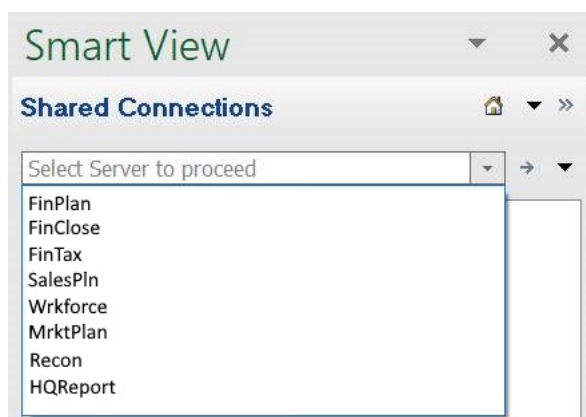 Smart View
Shared Connections
Select Server to proceed
FinPlan
FinClose
FinTax
SalesPln
Wrkforce
MrktPlan
Recon
HQReport